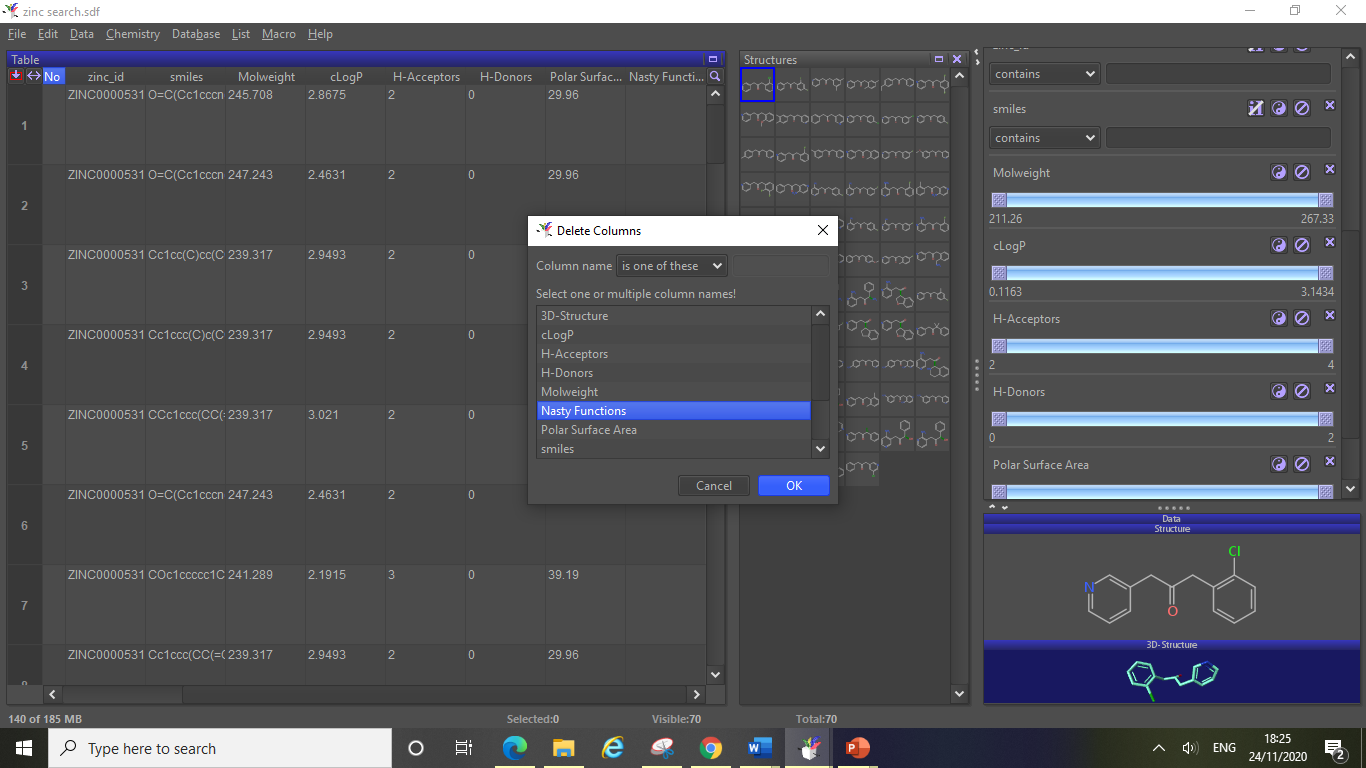 zinc search.sdf
File Edit Data Chemistry Database List Macro Help
Table
No zinc_id smiles Molweight cLogP H-Acceptors H-Donors Polar Surfac... Nasty Functi...
1 ZINC0000531 O=C(Cc1cccn 245.708 2.8675 2 0 29.96
2 ZINC0000531 O=C(Cc1cccn 247.243 2.4631 2 0 29.96
3 ZINC0000531 Cc1cc(C)cc(C 239.317 2.9493 2 0
4 ZINC0000531 Cc1ccc(C)c(C 239.317 2.9493 2 0
5 ZINC0000531 CCc1ccc(CC(= 239.317 3.021 2 0
6 ZINC0000531 O=C(Cc1cccn 247.243 2.4631 2 0
7 ZINC0000531 COc1ccccc1C 241.289 2.1915 3 0 39.19
8 ZINC0000531 Cc1ccc(CC(=O 239.317 2.9493 2 0 29.96
Structures
Delete Columns
Column name is one of these
Select one or multiple column names!
3D-Structure
cLogP
H-Acceptors
H-Donors
Molweight
Nasty Functions
Polar Surface Area
smiles
Cancel OK
zinc_id
contains
smiles
contains
Molweight
211.26 267.33
cLogP
0.1163 3.1434
H-Acceptors
2 4
H-Donors
0 2
Polar Surface Area
Data
Structure
Cl
N
O
3D-Structure
140 of 185 MB Selected:0 Visible:70 Total:70
Type here to search
ENG
18:25
24/11/2020
2